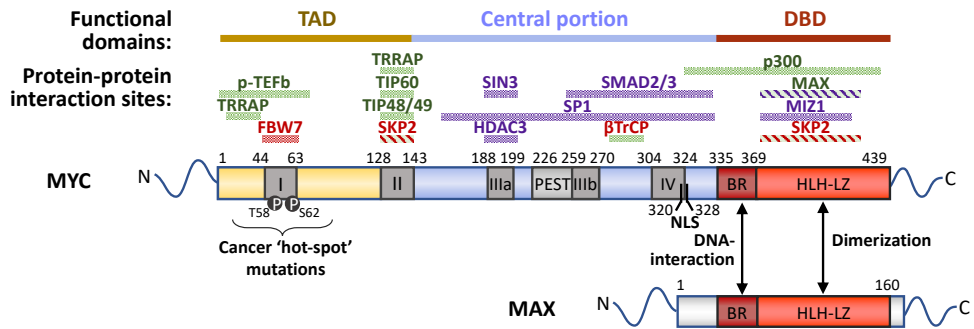 Functional domains:
TAD
Central portion
DBD
Protein-protein interaction sites:
TRRAP
p300
p-TEFb
TIP60
SIN3
SMAD2/3
MAX
TRRAP
TIP48/49
SP1
MIZ1
FBW7
SKP2
HDAC3
βTrCP
SKP2
1 44 63 128 143 188 199 226 259 270 304 324 335 369 439
MYC
N
I
II
IIIa
PEST
IIIb
IV
BR
HLH-LZ
C
T58
P
P
S62
320
328
NLS
Cancer ‘hot-spot’
mutations
DNA-
interaction
Dimerization
1
160
MAX
N
BR
HLH-LZ
C